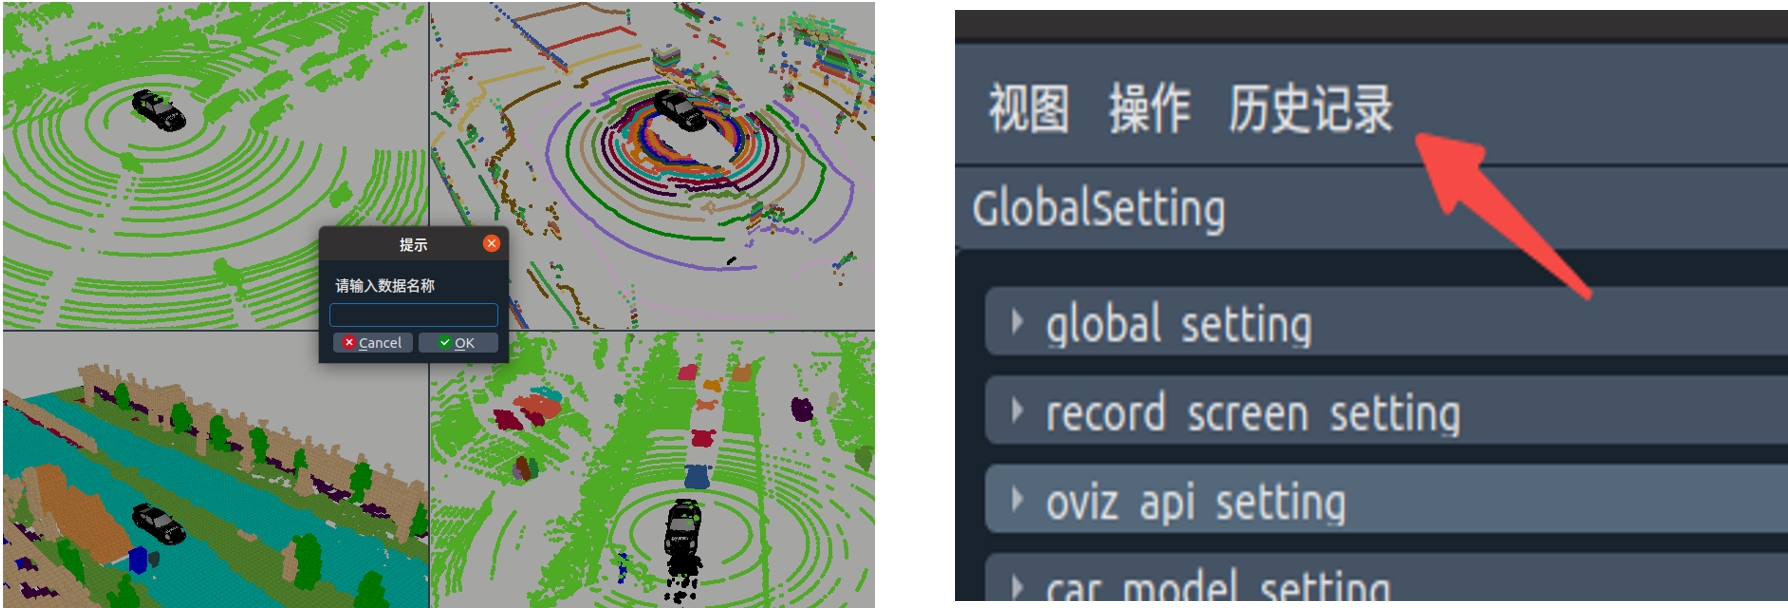 提示
请输入数据名称
Cancel
OK
视图 操作 历史记录
GlobalSetting
global setting
record screen setting
oviz api setting
car model setting